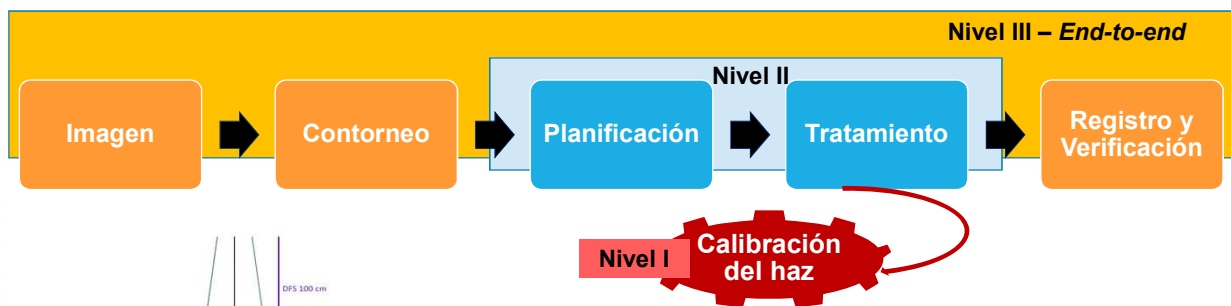 Nivel III – End-to-end
Nivel II
Imagen
Contorneo
Planificación
Tratamiento
Registro y
Verificación
Nivel I
Calibración
del haz
DFS 100 cm